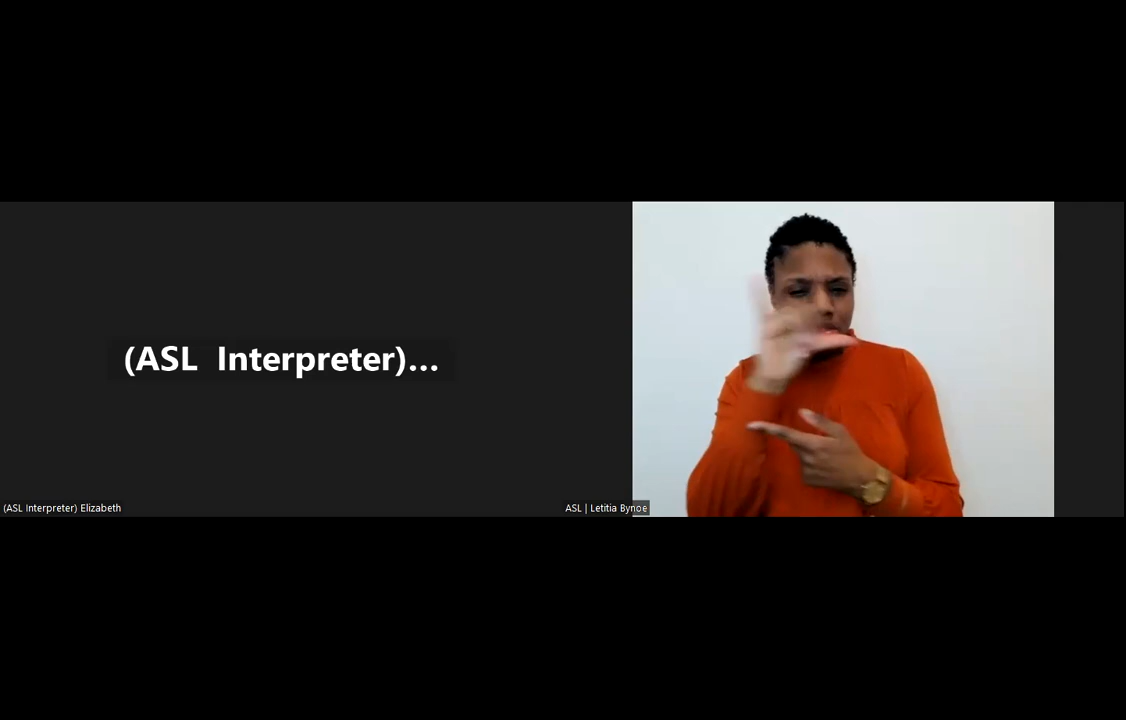 (ASL Interpreter)...
(ASL Interpreter) Elizabeth
ASL | Letitia Bynoe